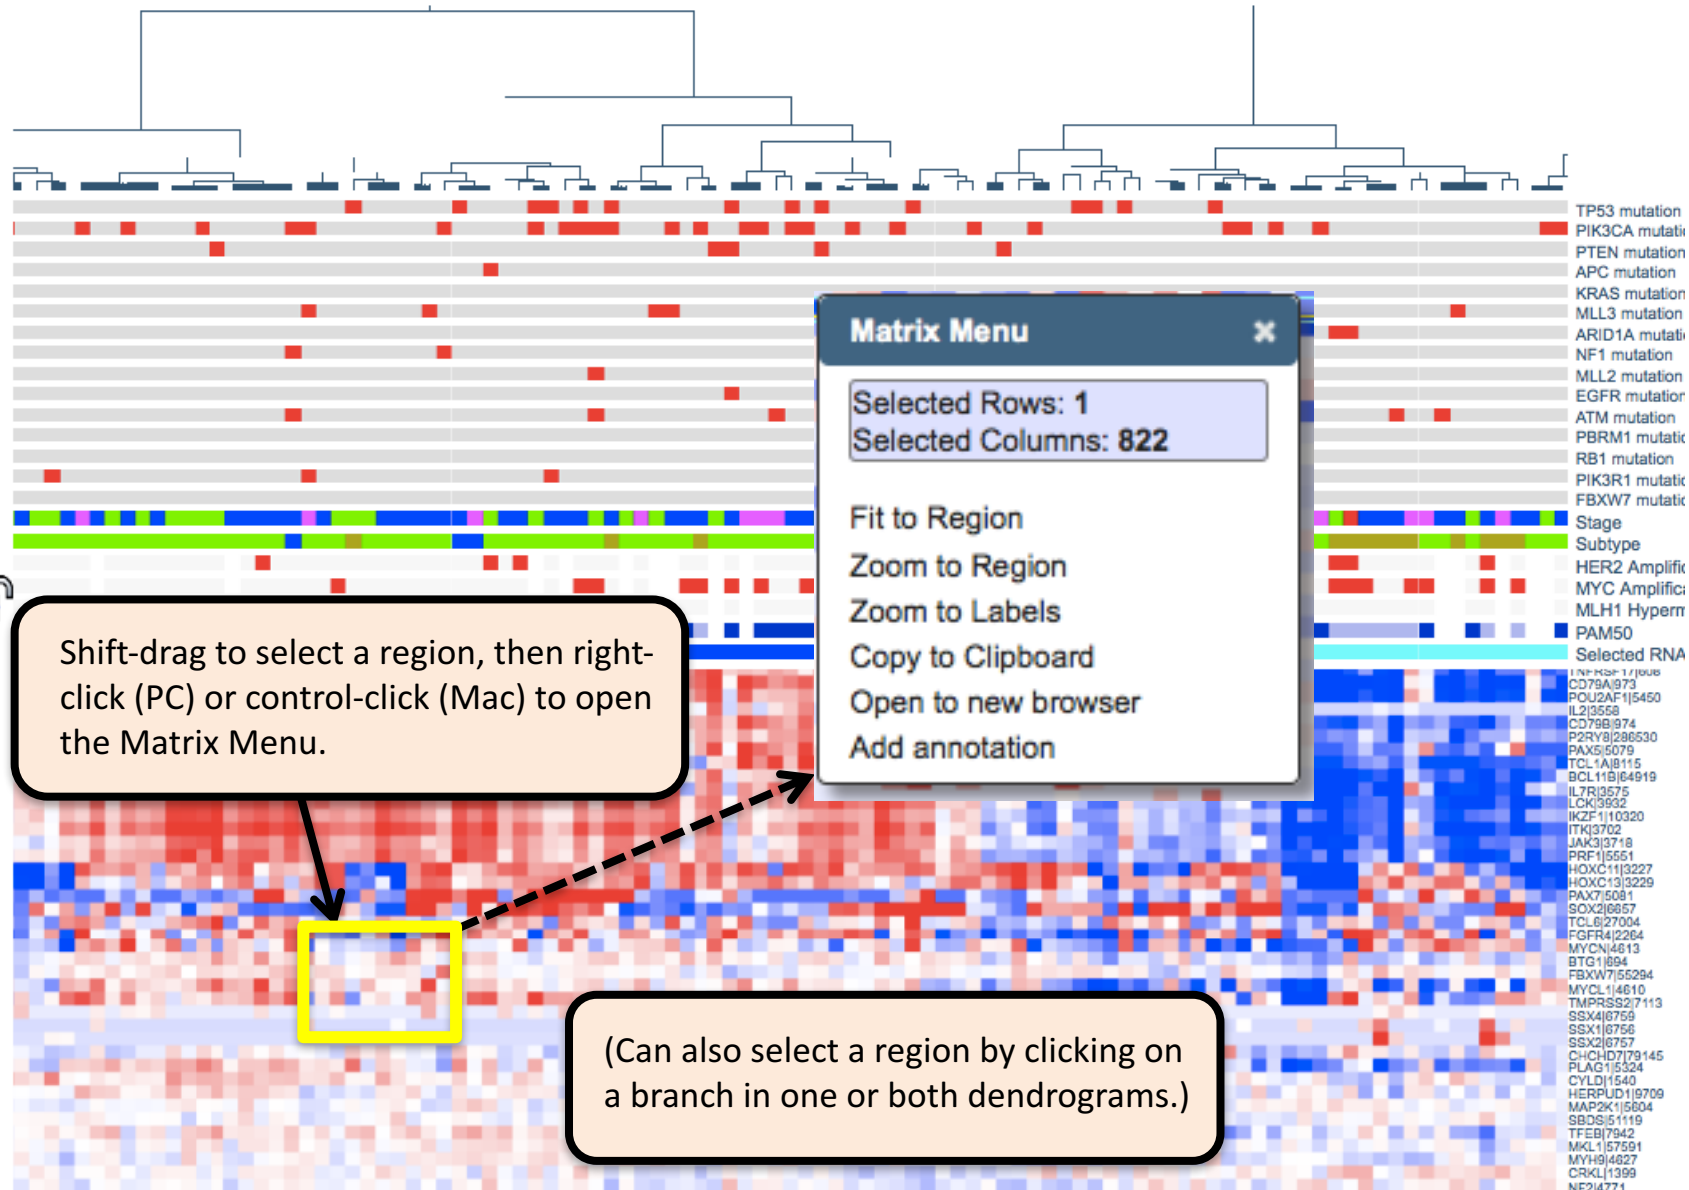 TP53 mutation
PIK3CA mutati
PTEN mutation
APC mutation
KRAS mutation
MLL3 mutation
ARID1A mutati
NF1 mutation
MLL2 mutation
EGFR mutation
ATM mutation
PBRM1 mutati
RB1 mutation
PIK3R1 mutati
FBXW7 mutati
Stage
Subtype
HER2 Amplific
MYC Amplifica
MLH1 Hyperm
PAM50
Selected RNA
Matrix Menu
Selected Rows: 1
Selected Columns: 822
Fit to Region
Zoom to Region
Zoom to Labels
Copy to Clipboard
Open to new browser
Add annotation
Shift-drag to select a region, then right-
click (PC) or control-click (Mac) to open
the Matrix Menu.
(Can also select a region by clicking on
a branch in one or both dendrograms.)
TNFRSF17|608
CD79A|973
POU2AF1|5450
IL2|3558
CD79B|974
P2RY8|286530
PAX5|5079
TCL1A|8115
BCL11B|64919
IL7R|3575
LCK|3932
IKZF1|10320
ITK|3702
JAK3|3718
PRF1|5551
HOXC11|3227
HOXC13|3229
PAX7|5081
SOX2|6657
TCL6|27004
FGFR4|2264
MYCN|4613
BTG1|694
FBXW7|55294
MYCL1|4610
TMPRSS2|7113
SSX4|6759
SSX1|6756
SSX2|6757
CHCHD7|79145
PLAG1|5324
CYLD|1540
HERPUD1|9709
MAP2K1|5604
SBDS|51119
TFEB|7942
MKL1|57591
MYH9|4627
CRKL|1399
NF2|4771